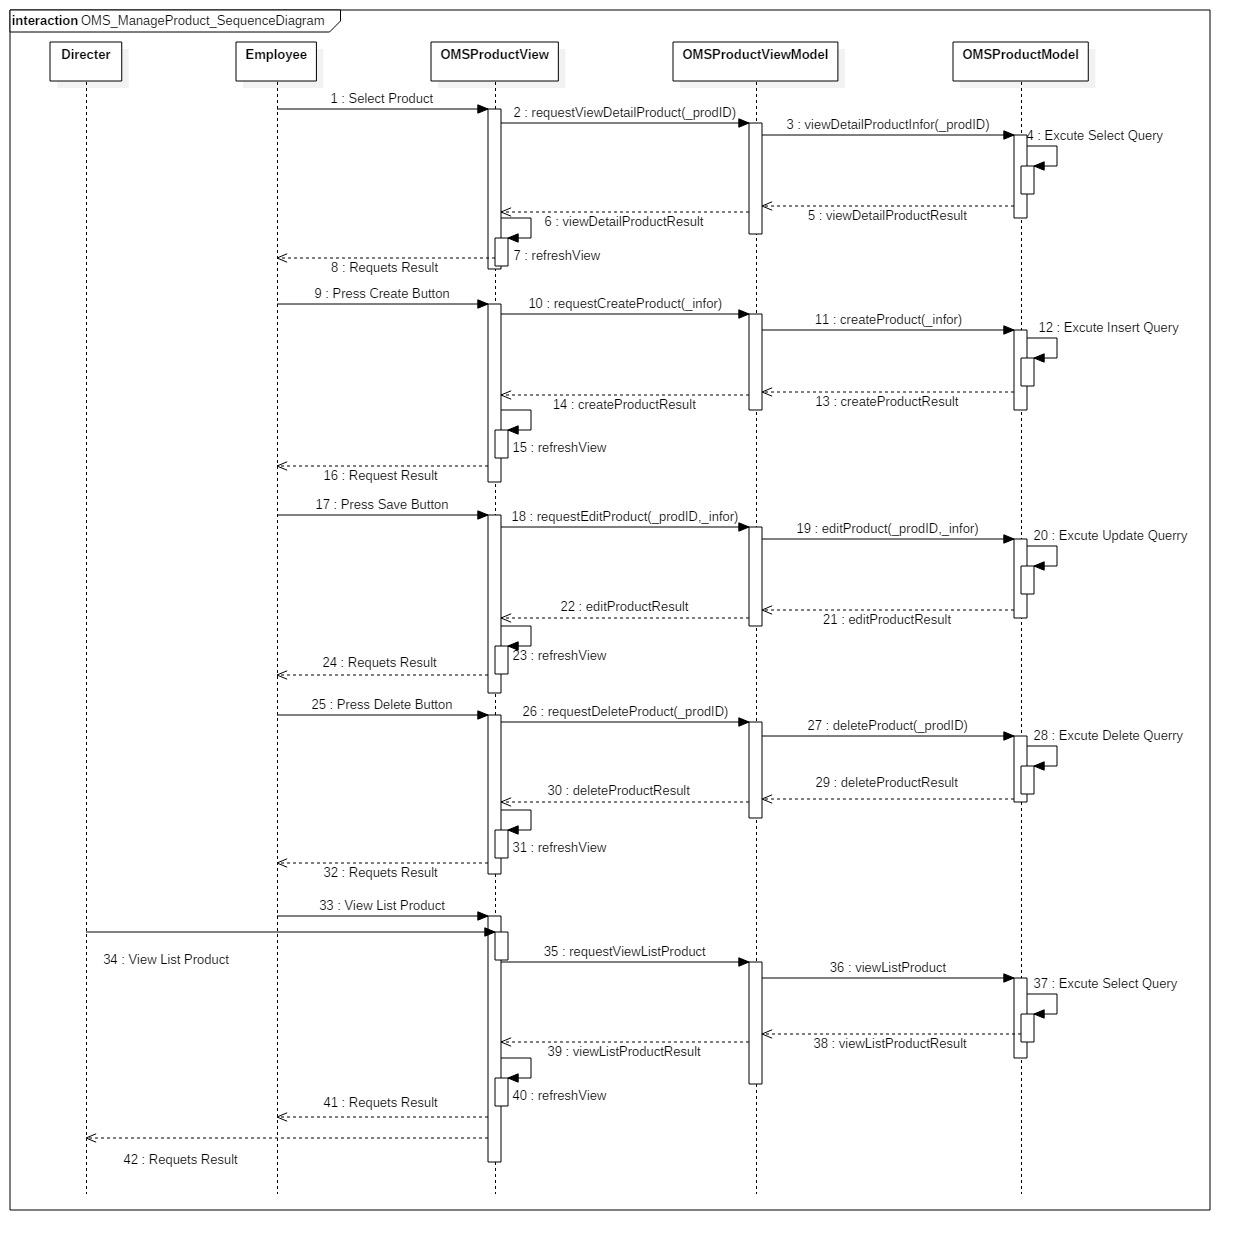 interaction OMS_ManageProduct_SequenceDiagram
Directer
Employee
OMSProductView
OMSProductViewModel
OMSProductModel
1 : Select Product
2 : requestViewDetailProduct(_prodID)
3 : viewDetailProductInfor(_prodID)
4 : Excute Select Query
5 : viewDetailProductResult
6 : viewDetailProductResult
7 : refreshView
8 : Requets Result
9 : Press Create Button
10 : requestCreateProduct(_infor)
11 : createProduct(_infor)
12 : Excute Insert Query
13 : createProductResult
14 : createProductResult
15 : refreshView
16 : Request Result
17 : Press Save Button
18 : requestEditProduct(_prodID,_infor)
19 : editProduct(_prodID,_infor)
20 : Excute Update Querry
21 : editProductResult
22 : editProductResult
23 : refreshView
24 : Requets Result
25 : Press Delete Button
26 : requestDeleteProduct(_prodID)
27 : deleteProduct(_prodID)
28 : Excute Delete Querry
29 : deleteProductResult
30 : deleteProductResult
31 : refreshView
32 : Requets Result
33 : View List Product
34 : View List Product
35 : requestViewListProduct
36 : viewListProduct
37 : Excute Select Query
38 : viewListProductResult
39 : viewListProductResult
40 : refreshView
41 : Requets Result
42 : Requets Result